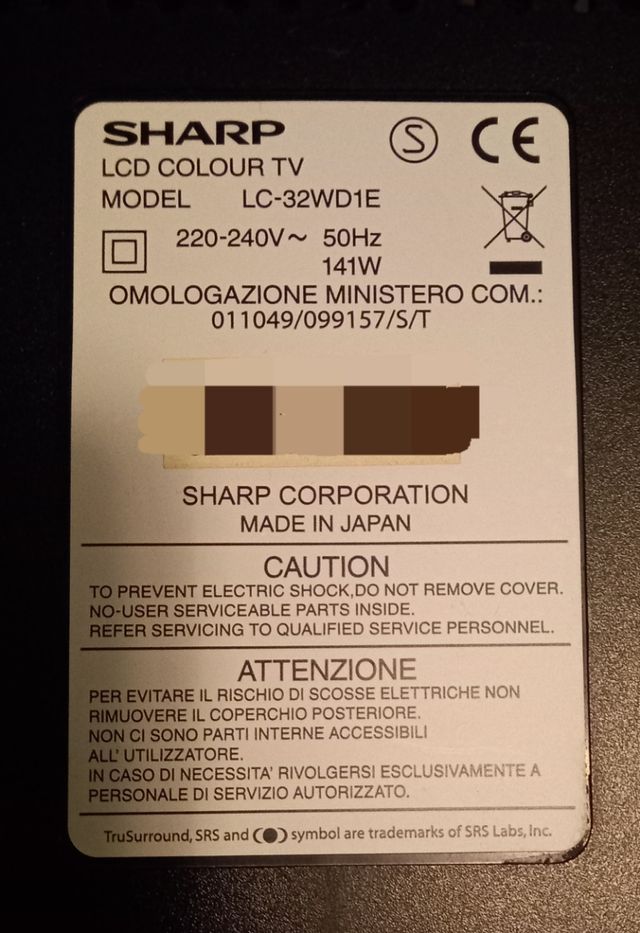 SHARP
S
CE
LCD COLOUR TV
MODEL LC-32WD1E
220-240V~ 50Hz
141W
OMOLOGAZIONE MINISTERO COM.:
011049/099157/S/T
SHARP CORPORATION
MADE IN JAPAN
CAUTION
TO PREVENT ELECTRIC SHOCK,DO NOT REMOVE COVER.
NO-USER SERVICEABLE PARTS INSIDE.
REFER SERVICING TO QUALIFIED SERVICE PERSONNEL.
ATTENZIONE
PER EVITARE IL RISCHIO DI SCOSSE ELETTRICHE NON
RIMUOVERE IL COPERCHIO POSTERIORE.
NON CI SONO PARTI INTERNE ACCESSIBILI
ALL' UTILIZZATORE.
IN CASO DI NECESSITA' RIVOLGERSI ESCLUSIVAMENTE A
PERSONALE DI SERVIZIO AUTORIZZATO.
TruSurround, SRS and symbol are trademarks of SRS Labs, Inc.